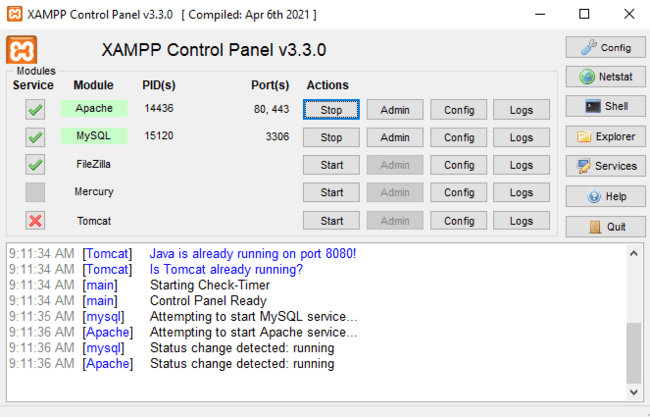 XAMPP Control Panel v3.3.0 [ Compiled: Apr 6th 2021 ]
XAMPP Control Panel v3.3.0
Config
Modules
Service Module PID(s) Port(s) Actions
Netstat
Apache 14436 80, 443 Stop Admin Config Logs
Shell
MySQL 15120 3306 Stop Admin Config Logs
Explorer
FileZilla Start Admin Config Logs
Services
Mercury Start Admin Config Logs
Help
Tomcat Start Admin Config Logs
Quit
9:11:34 AM [Tomcat] Java is already running on port 8080!
9:11:34 AM [Tomcat] Is Tomcat already running?
9:11:34 AM [main] Starting Check-Timer
9:11:34 AM [main] Control Panel Ready
9:11:35 AM [mysql] Attempting to start MySQL service...
9:11:36 AM [Apache] Attempting to start Apache service...
9:11:36 AM [mysql] Status change detected: running
9:11:36 AM [Apache] Status change detected: running